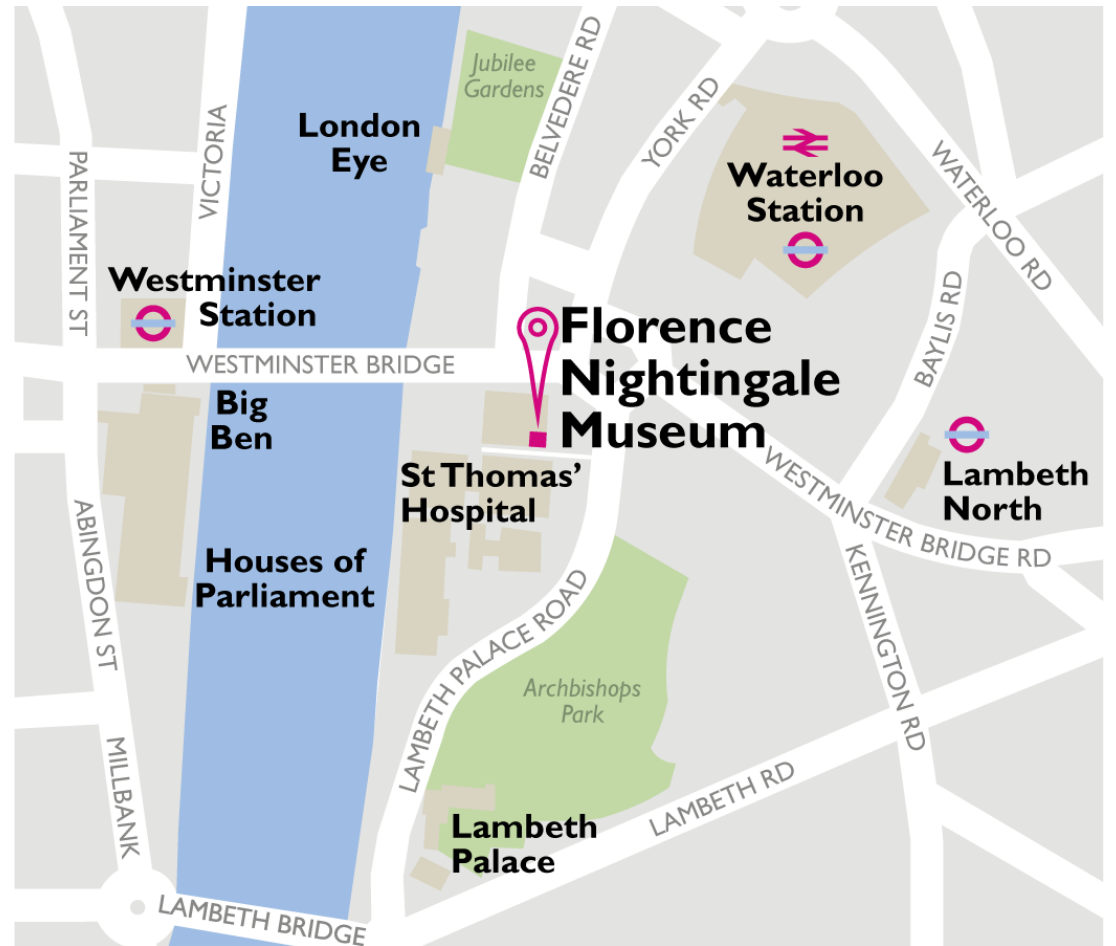 Jubilee
Gardens
BELVEDERE RD
YORK RD
London
Eye
VICTORIA
PARLIAMENT ST
Waterloo
Station
WATERLOO RD
Westminster
Station
BAYLIS RD
Florence
Nightingale
Museum
WESTMINSTER BRIDGE
Big
Ben
St Thomas’
Hospital
WESTMINSTER BRIDGE RD
Lambeth
North
ABINGDON ST
Houses of
Parliament
KENNINGTON RD
LAMBETH PALACE ROAD
Archbishops
Park
MILLBANK
LAMBETH RD
Lambeth
Palace
LAMBETH BRIDGE